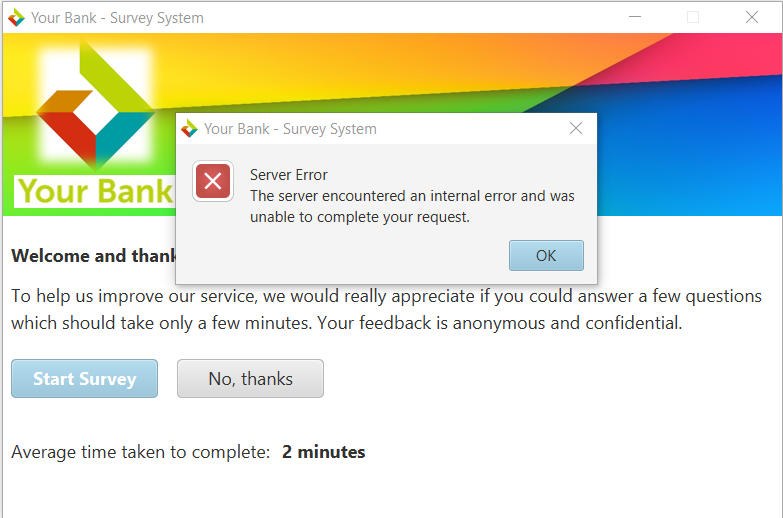 Your Bank - Survey System
Your Bank
Your Bank - Survey System
Server Error
The server encountered an internal error and was
unable to complete your request.
OK
Welcome and thank
To help us improve our service, we would really appreciate if you could answer a few questions
which should take only a few minutes. Your feedback is anonymous and confidential.
Start Survey
No, thanks
Average time taken to complete: 2 minutes